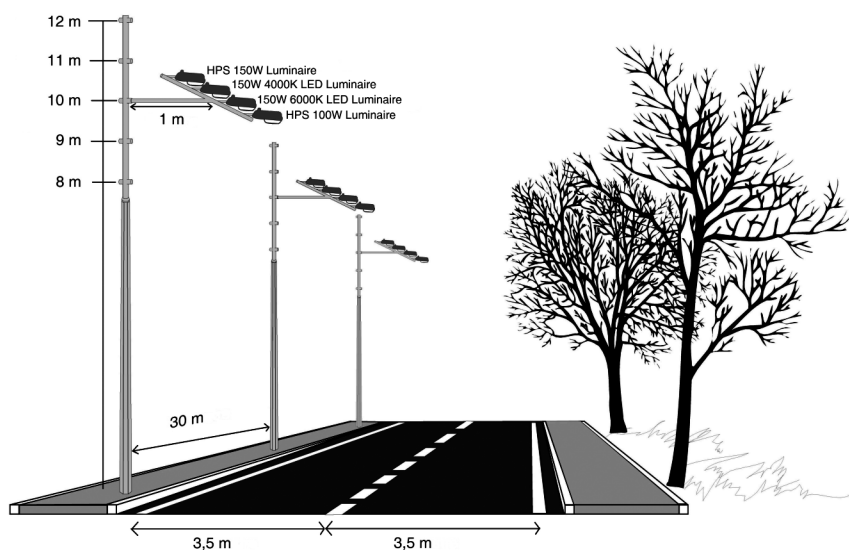 12 m
11 m
10 m
9 m
8 m
HPS 150W Luminaire
150W 4000K LED Luminaire
150W 6000K LED Luminaire
HPS 100W Luminaire
1 m
30 m
3,5 m
3,5 m